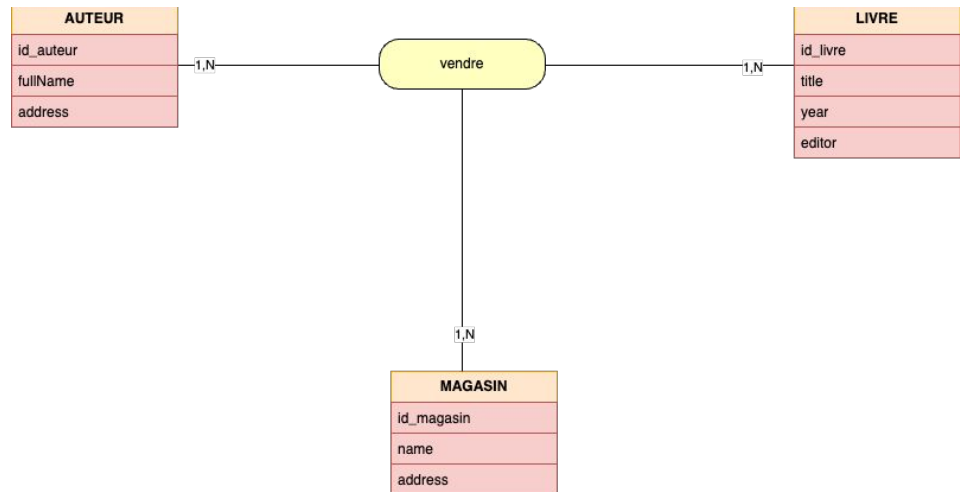 AUTEUR
id_auteur
fullName
address
1,N
vendre
1,N
LIVRE
id_livre
title
year
editor
1,N
MAGASIN
id_magasin
name
address